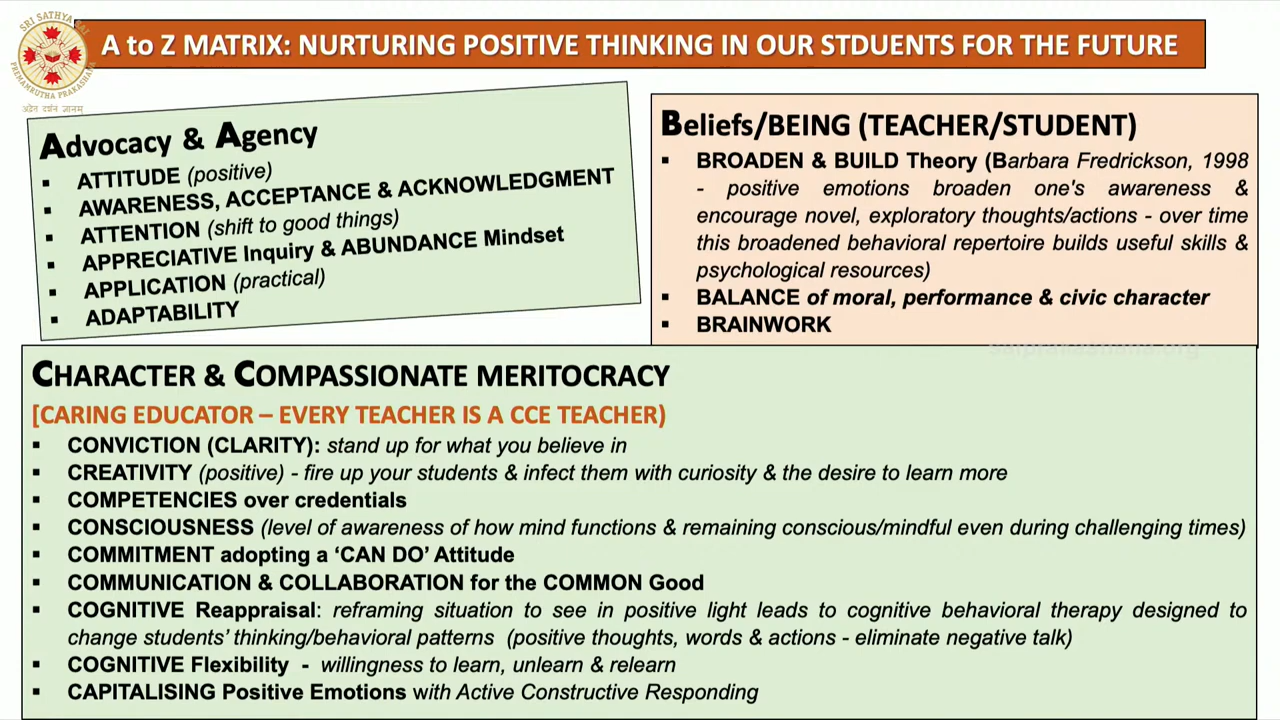 SRI SATHYA SAI
PREMAMRUTHA PRAKASHANA
A to Z MATRIX: NURTURING POSITIVE THINKING IN OUR STDUENTS FOR THE FUTURE
Advocacy & Agency
▪ ATTITUDE (positive)
▪ AWARENESS, ACCEPTANCE & ACKNOWLEDGMENT
▪ ATTENTION (shift to good things)
▪ APPRECIATIVE Inquiry & ABUNDANCE Mindset
▪ APPLICATION (practical)
▪ ADAPTABILITY
Beliefs/BEING (TEACHER/STUDENT)
▪ BROADEN & BUILD Theory (Barbara Fredrickson, 1998
- positive emotions broaden one's awareness &
encourage novel, exploratory thoughts/actions - over time
this broadened behavioral repertoire builds useful skills &
psychological resources)
▪ BALANCE of moral, performance & civic character
▪ BRAINWORK
CHARACTER & COMPASSIONATE MERITOCRACY
[CARING EDUCATOR – EVERY TEACHER IS A CCE TEACHER)
▪ CONVICTION (CLARITY): stand up for what you believe in
▪ CREATIVITY (positive) - fire up your students & infect them with curiosity & the desire to learn more
▪ COMPETENCIES over credentials
▪ CONSCIOUSNESS (level of awareness of how mind functions & remaining conscious/mindful even during challenging times)
▪ COMMITMENT adopting a ‘CAN DO’ Attitude
▪ COMMUNICATION & COLLABORATION for the COMMON Good
▪ COGNITIVE Reappraisal: reframing situation to see in positive light leads to cognitive behavioral therapy designed to
change students’ thinking/behavioral patterns (positive thoughts, words & actions - eliminate negative talk)
▪ COGNITIVE Flexibility - willingness to learn, unlearn & relearn
▪ CAPITALISING Positive Emotions with Active Constructive Responding